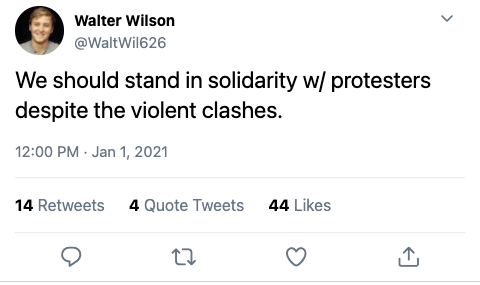 Walter Wilson
@WaltWil626
We should stand in solidarity w/ protesters
despite the violent clashes.
12:00 PM · Jan 1, 2021
14 Retweets 4 Quote Tweets 44 Likes